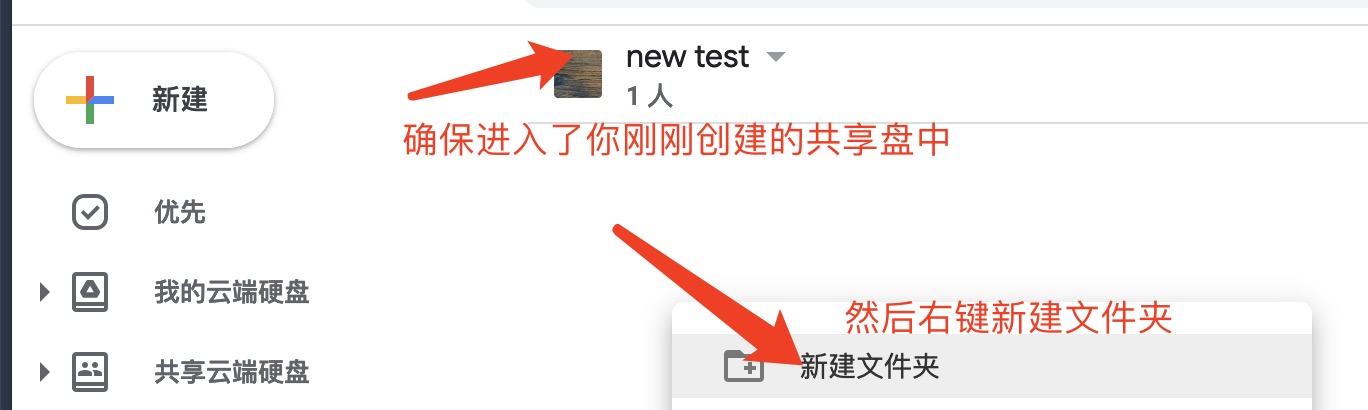 new test
1 人
新建
确保进入了你刚刚创建的共享盘中
优先
我的云端硬盘
然后右键新建文件夹
新建文件夹
共享云端硬盘